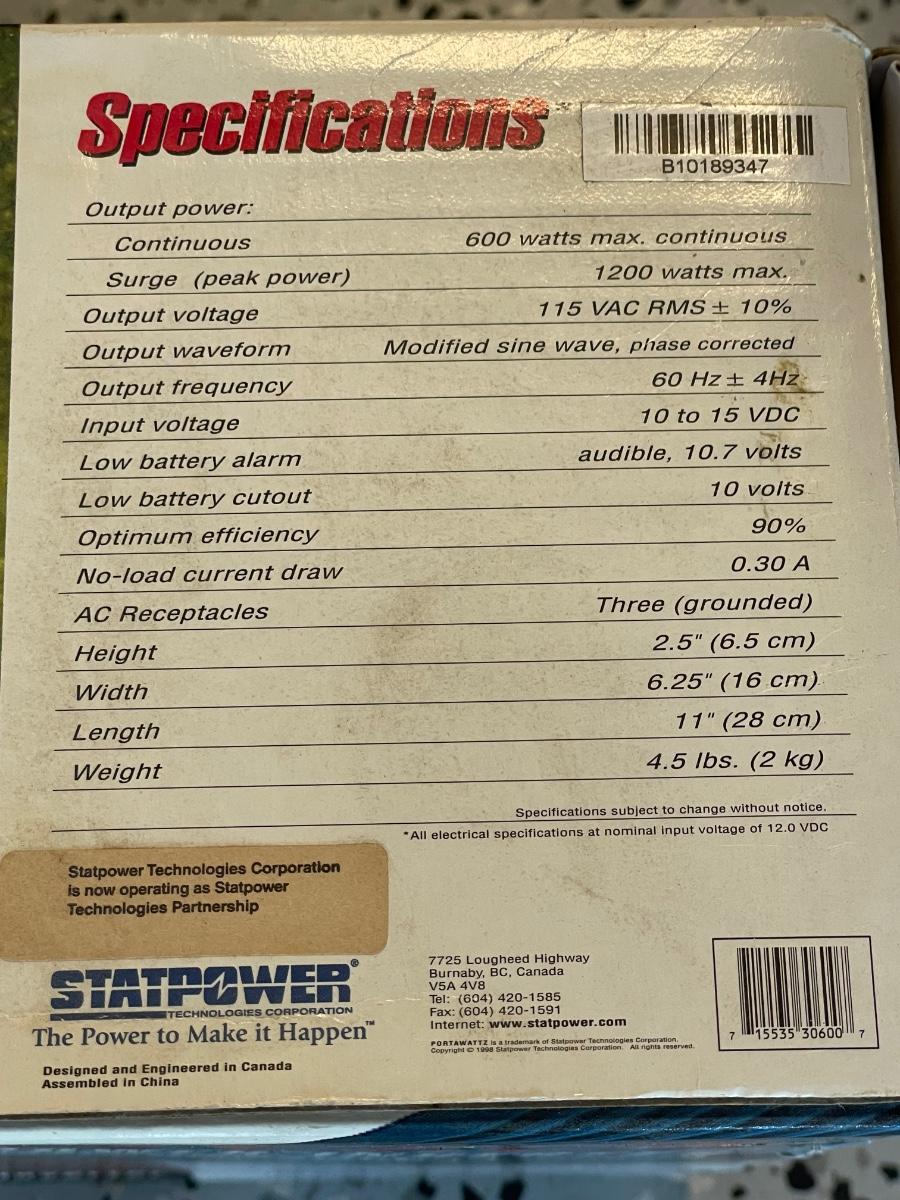 Specifications*
B10189347
Output power:
Continuous 600 watts max. continuous
Surge (peak power) 1200 watts max.
Output voltage 115 VAC RMS ± 10%
Output waveform Modified sine wave, phase corrected
Output frequency 60 Hz ± 4Hz
Input voltage 10 to 15 VDC
Low battery alarm audible, 10.7 volts
Low battery cutout 10 volts
Optimum efficiency 90%
No-load current draw 0.30 A
AC Receptacles Three (grounded)
Height 2.5" (6.5 cm)
Width 6.25" (16 cm)
Length 11" (28 cm)
Weight 4.5 lbs. (2 kg)
Specifications subject to change without notice.
*All electrical specifications at nominal input voltage of 12.0 VDC
Statpower Technologies Corporation
is now operating as Statpower
Technologies Partnership
STATPOWER®
TECHNOLOGIES CORPORATION
The Power to Make it Happen™
Designed and Engineered in Canada
Assembled in China
7725 Lougheed Highway
Burnaby, BC, Canada
V5A 4V8
Tel: (604) 420-1585
Fax: (604) 420-1591
Internet: www.statpower.com
PORTAWATTZ is a trademark of Statpower Technologies Corporation.
Copyright © 1998 Statpower Technologies Corporation. All rights reserved.
7 15535 30600 7